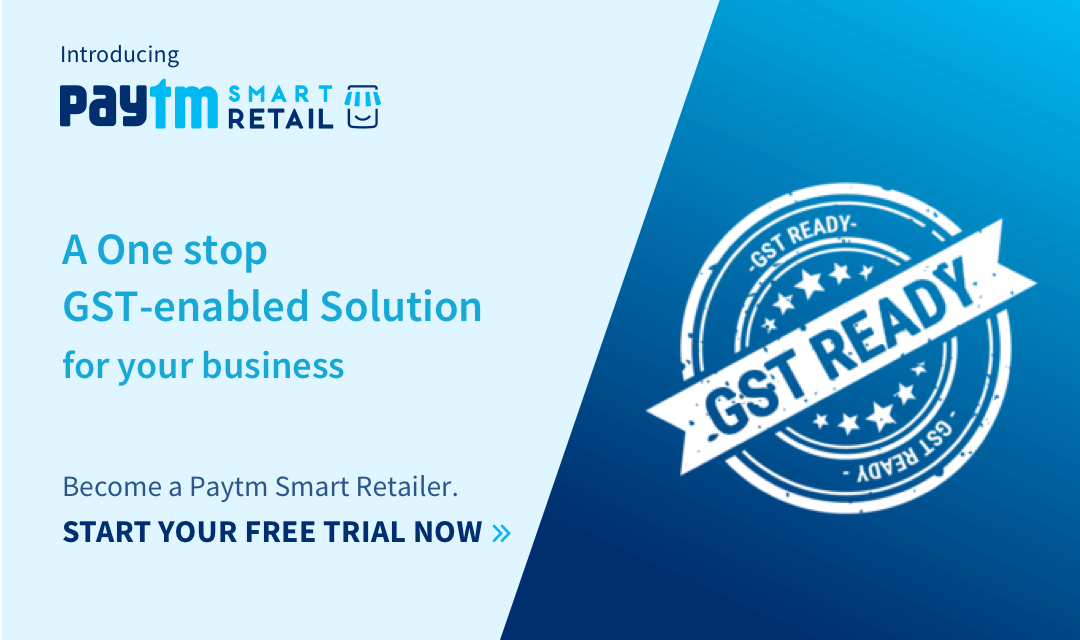 Introducing
paytm SMART
RETAIL
A One stop
GST-enabled Solution
for your business
Become a Paytm Smart Retailer.
START YOUR FREE TRIAL NOW »
-GST READY-
GST READY
- GST READY -